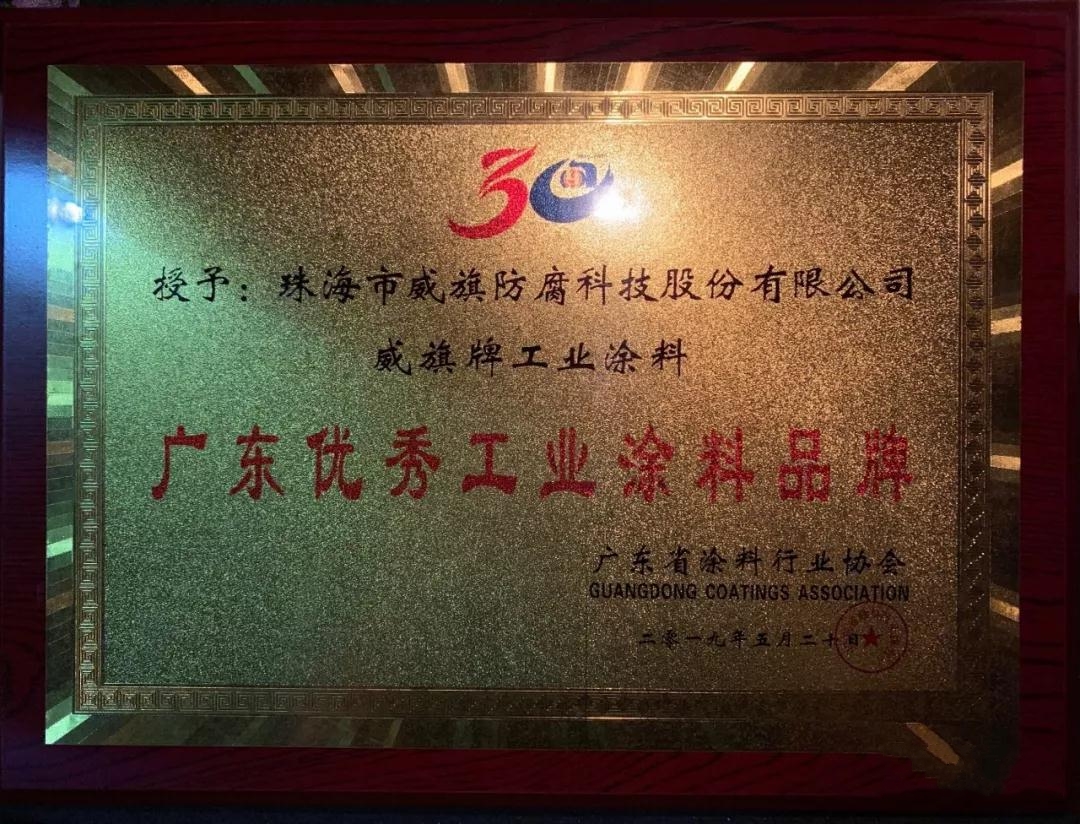 30
授予：珠海市威旗防腐科技股份有限公司
威旗牌工业涂料
广东优秀工业涂料品牌
广东省涂料行业协会
GUANGDONG COATINGS ASSOCIATION
二零一九年五月二十日